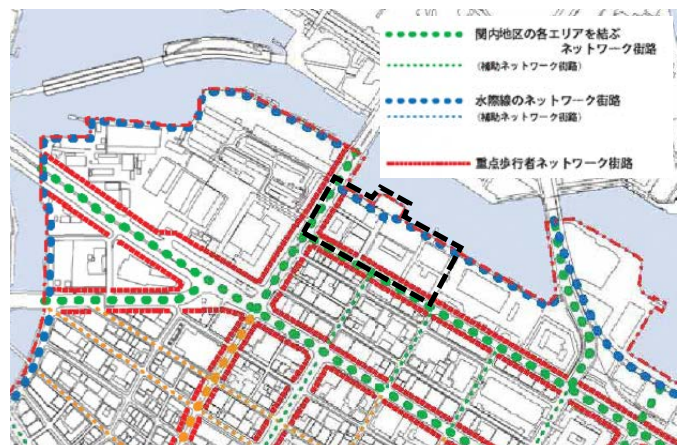 関内地区の各エリアを結ぶ
ネットワーク街路
（補助ネットワーク街路）
水際線のネットワーク街路
（補助ネットワーク街路）
重点歩行者ネットワーク街路